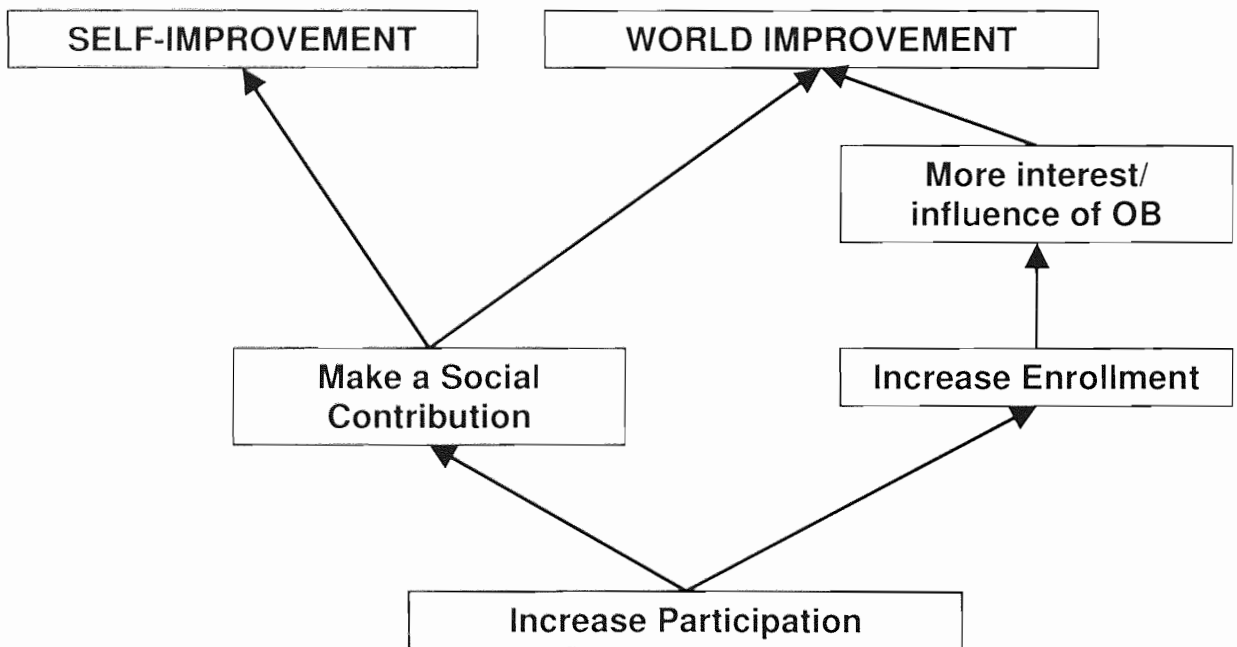 SELF-IMPROVEMENT
WORLD IMPROVEMENT
More interest/
influence of OB
Make a Social
Contribution
Increase Enrollment
Increase Participation